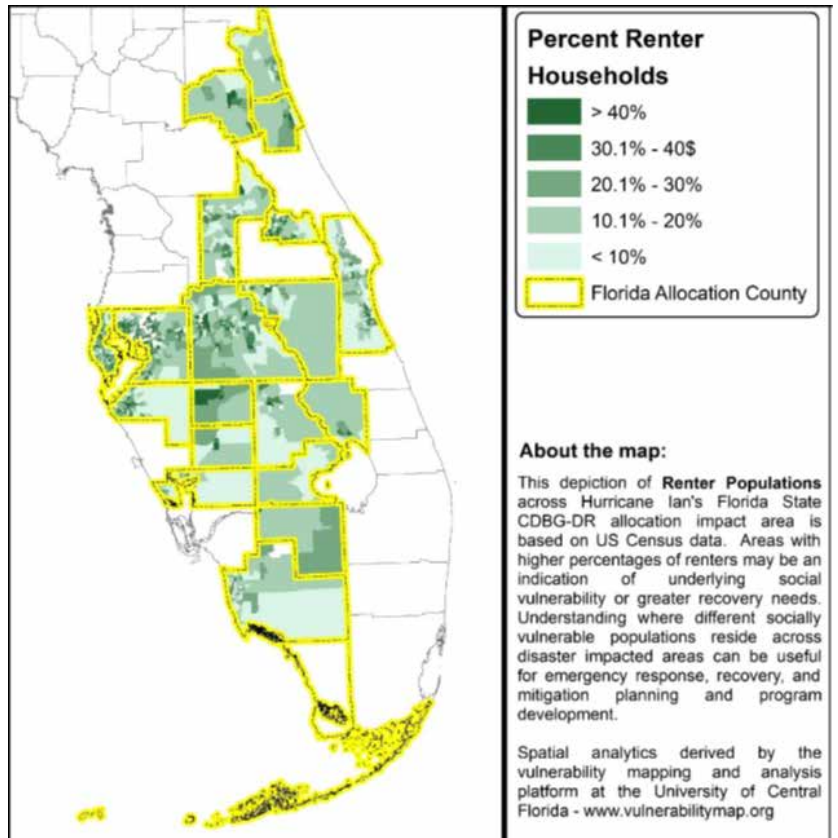 Percent Renter
Households
> 40%
30.1% - 40$
20.1% - 30%
10.1% - 20%
< 10%
Florida Allocation County
About the map:
This depiction of Renter Populations
across Hurricane Ian's Florida State
CDBG-DR allocation impact area is
based on US Census data. Areas with
higher percentages of renters may be an
indication of underlying social
vulnerability or greater recovery needs.
Understanding where different socially
vulnerable populations reside across
disaster impacted areas can be useful
for emergency response, recovery, and
mitigation planning and program
development.
Spatial analytics derived by the
vulnerability mapping and analysis
platform at the University of Central
Florida - www.vulnerabilitymap.org